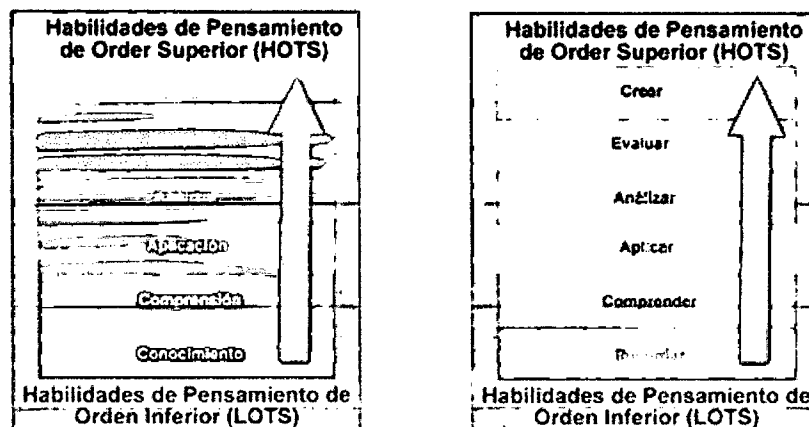 Habilidades de Pensamiento
de Order Superior (HOTS)
Aplicación
Comprensión
Conocimiento
Habilidades de Pensamiento de
Orden Inferior (LOTS)
Habilidades de Pensamiento
de Order Superior (HOTS)
Crear
Evaluar
Analizar
Aplicar
Comprender
Habilidades de Pensamiento de
Orden Inferior (LOTS)